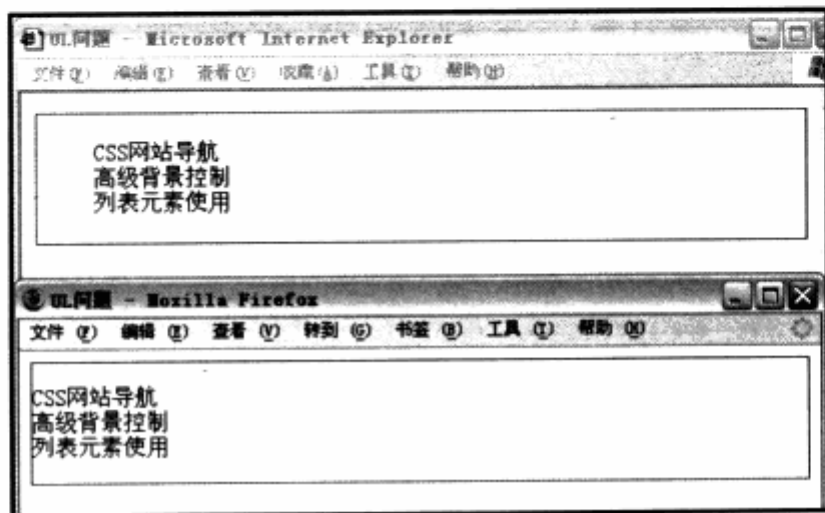 UL问题 - Microsoft Internet Explorer
文件(F) 编辑(E) 查看(V) 收藏(A) 工具(T) 帮助(H)
CSS网站导航
高级背景控制
列表元素使用
UL问题 - Mozilla Firefox
文件 (F) 编辑 (E) 查看 (V) 转到 (G) 书签 (B) 工具 (T) 帮助 (H)
CSS网站导航
高级背景控制
列表元素使用